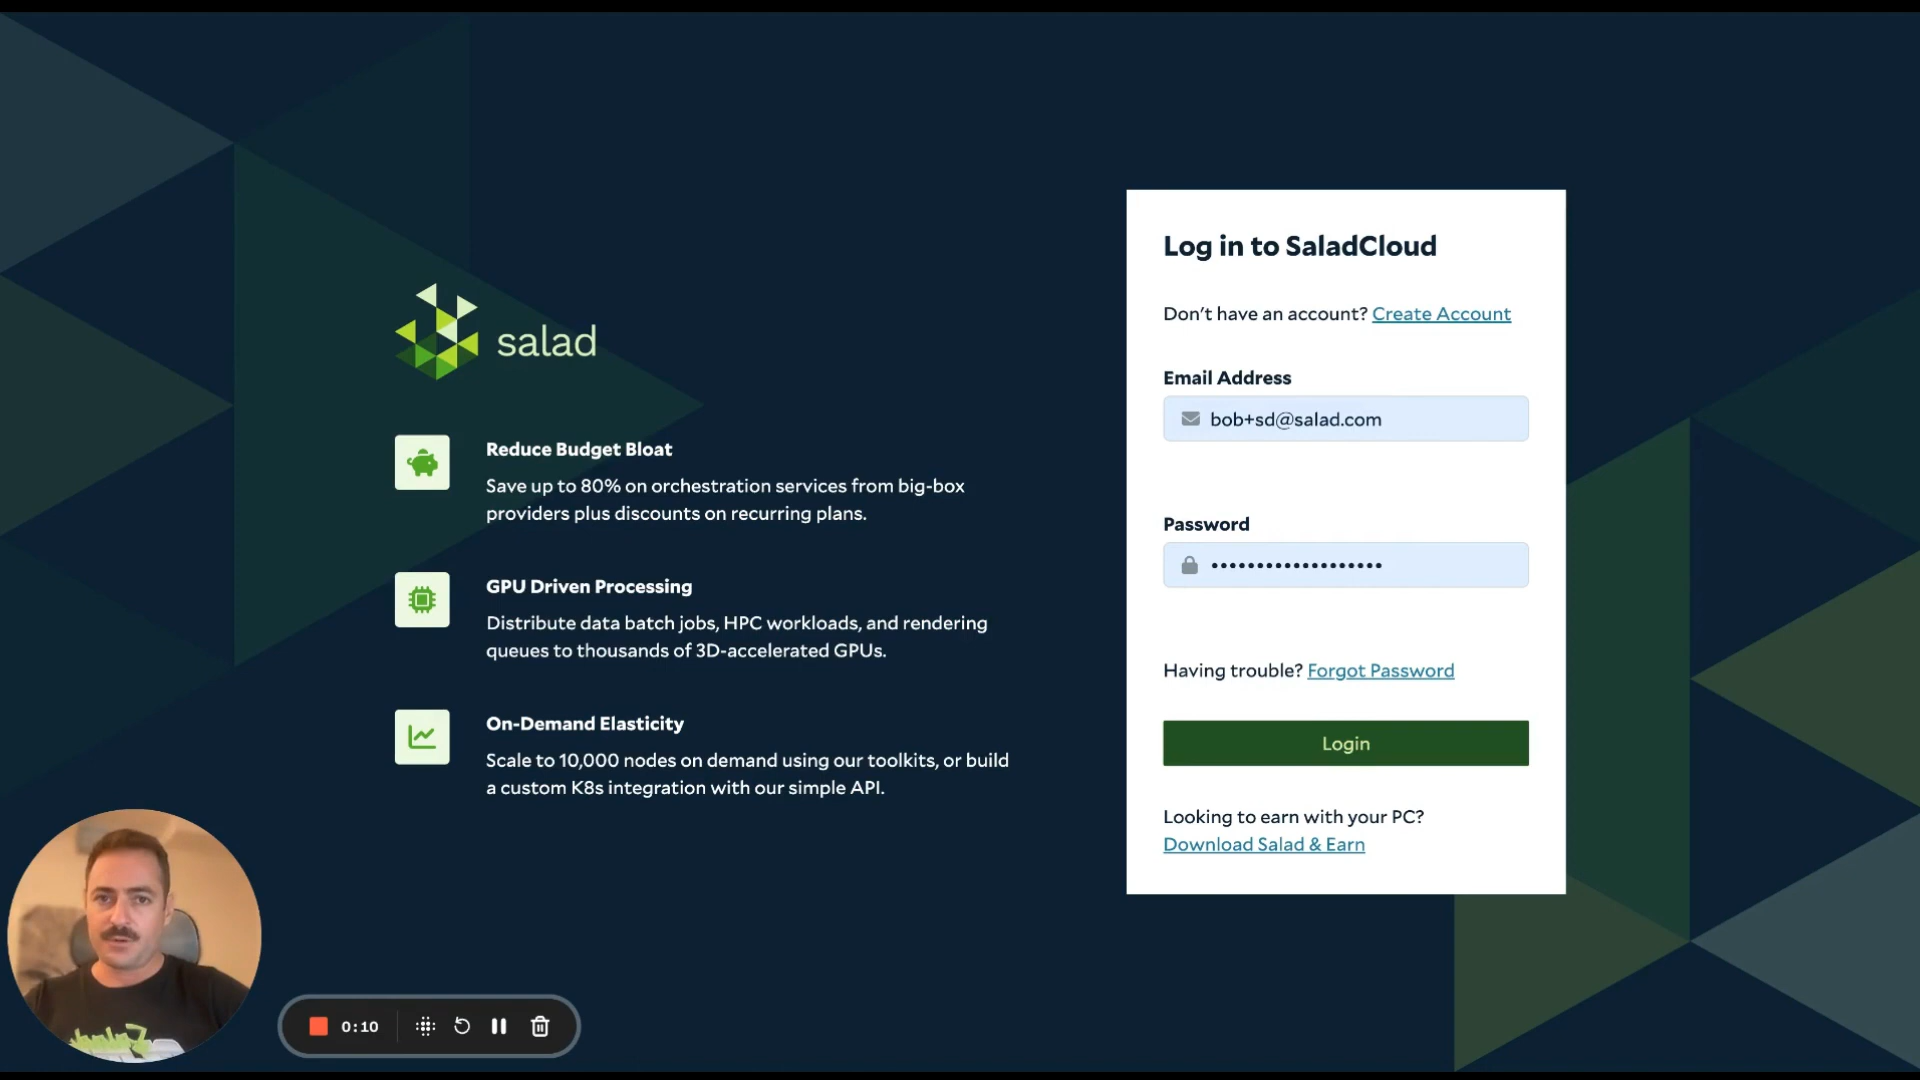 salad
Reduce Budget Bloat
Save up to 80% on orchestration services from big-box
providers plus discounts on recurring plans.
GPU Driven Processing
Distribute data batch jobs, HPC workloads, and rendering
queues to thousands of 3D-accelerated GPUs.
On-Demand Elasticity
Scale to 10,000 nodes on demand using our toolkits, or build
a custom K8s integration with our simple API.
Log in to SaladCloud
Don't have an account? Create Account
Email Address
bob+sd@salad.com
Password
•••••••••••••••••••
Having trouble? Forgot Password
Login
Looking to earn with your PC?
Download Salad & Earn
0:10